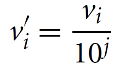 v′ᵢ = vᵢ / 10ʲ